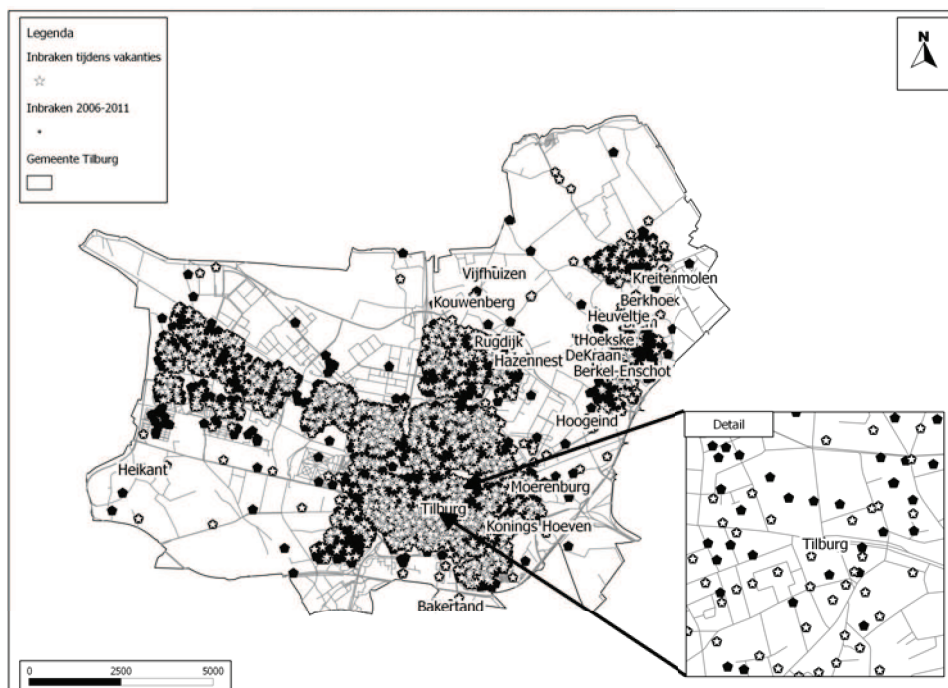 Legenda
Inbraken tijdens vakanties
Inbraken 2006-2011
Gemeente Tilburg
N
Vijfhuizen
Kouwenberg
Kreitenmolen
Berkhoek
Heuveltje
Rugdijk
'tHoekske
Hazennest
DeKraan
Berkel-Enschot
Hoogeind
Detail
Heikant
Moerenburg
Tilburg
Konings Hoeven
Tilburg
Bakertand
0 2500 5000